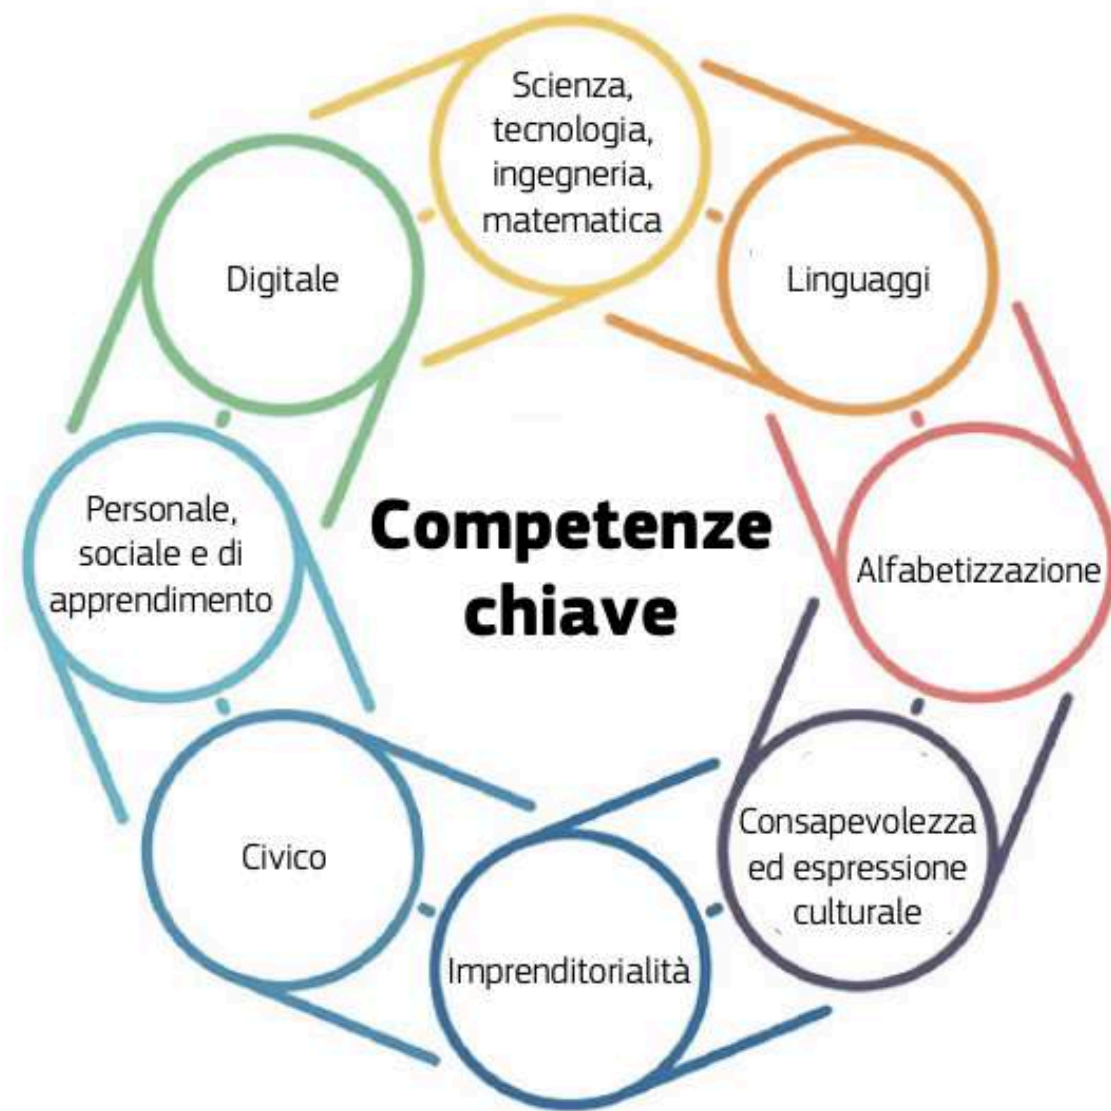 Scienza,
tecnologia,
ingegneria,
matematica
Linguaggi
Alfabetizzazione
Consapevolezza
ed espressione
culturale
Imprenditorialità
Civico
Personale,
sociale e di
apprendimento
Digitale
Competenze
chiave